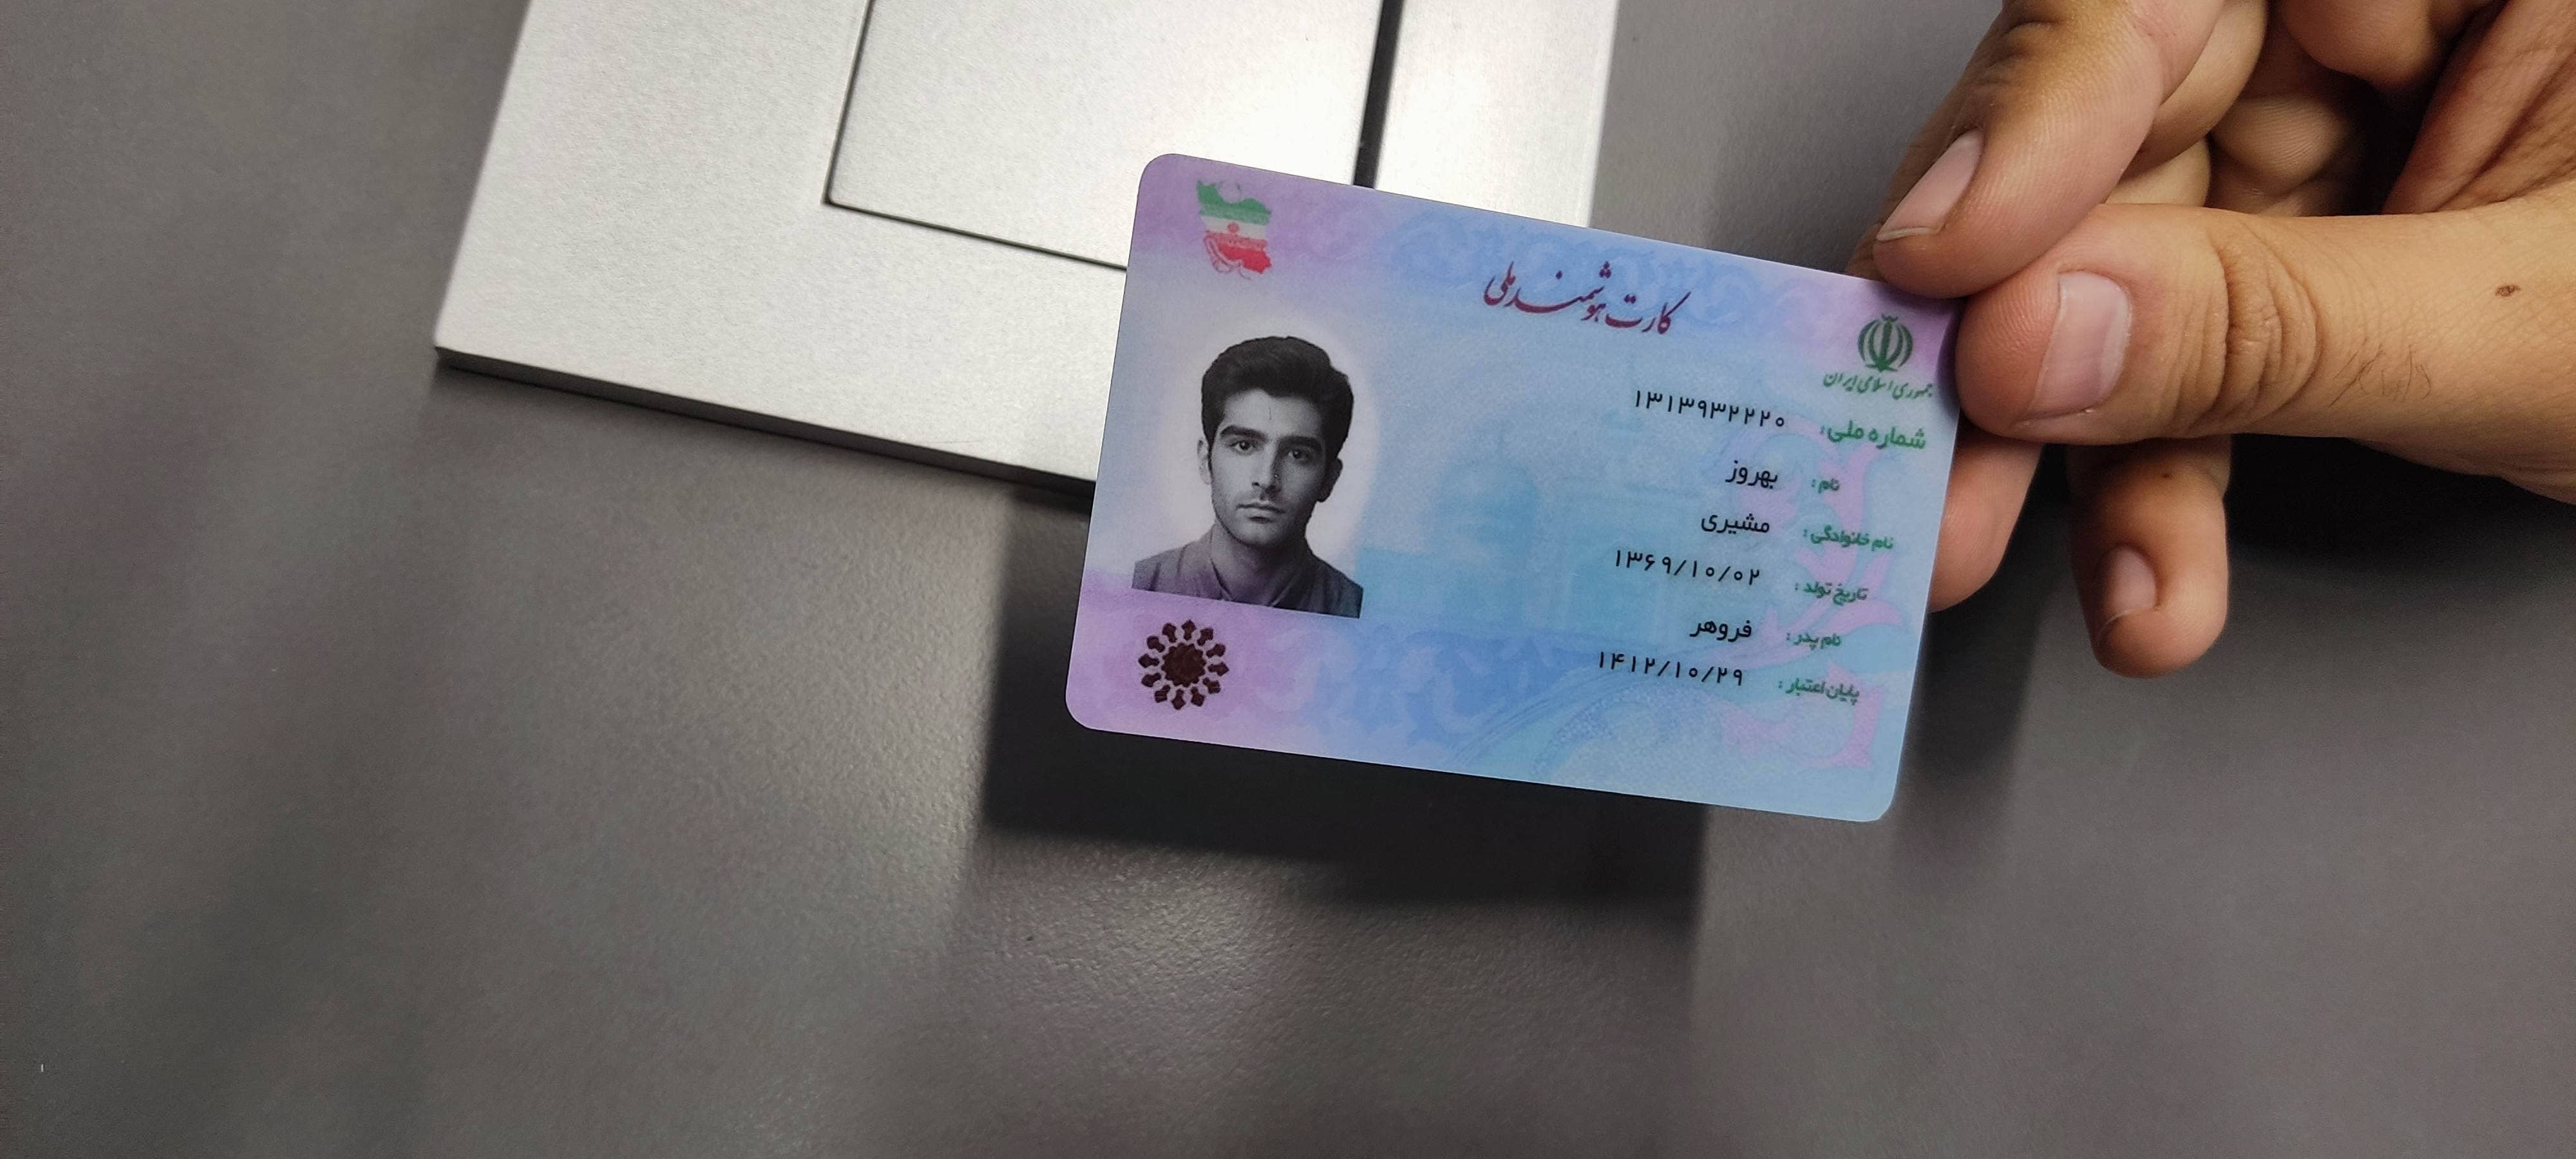 کارت هوشمند ملی
جمهوری اسلامی ایران
شماره ملی: ۱۳۱۳۹۳۲۲۲۰
نام: بهروز
نام خانوادگی: مشیری
تاریخ تولد: ۱۳۶۹/۱۰/۰۲
نام پدر: فروهر
پایان اعتبار: ۱۴۱۲/۱۰/۲۹